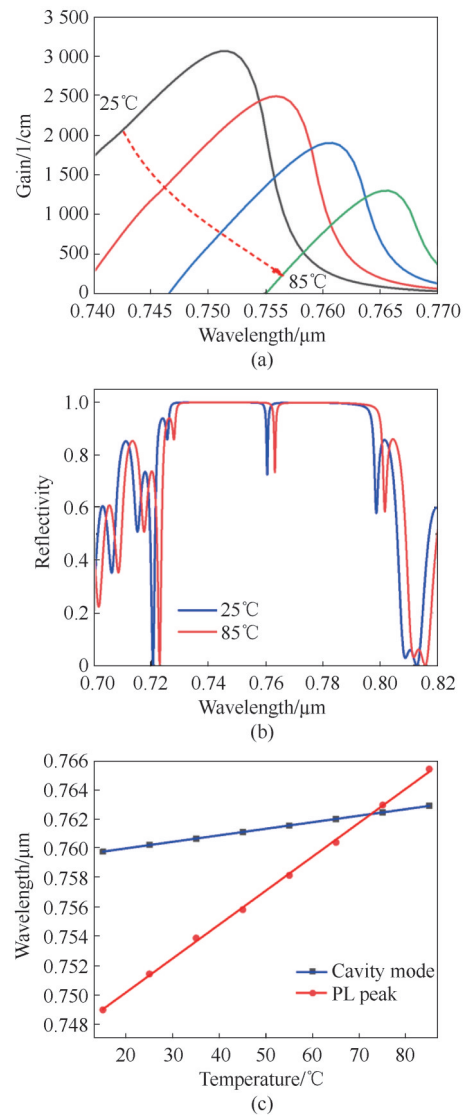 3 500
3 000
2 500
2 000
1 500
1 000
500
0
Gain/1/cm
25℃
85℃
0.740 0.745 0.750 0.755 0.760 0.765 0.770
Wavelength/μm
(a)
1.0
0.8
0.6
0.4
0.2
0
Reflectivity
25℃
85℃
0.70 0.72 0.74 0.76 0.78 0.80 0.82
Wavelength/μm
(b)
0.766
0.764
0.762
0.760
0.758
0.756
0.754
0.752
0.750
0.748
Wavelength/μm
Cavity mode
PL peak
20 30 40 50 60 70 80
Temperature/℃
(c)